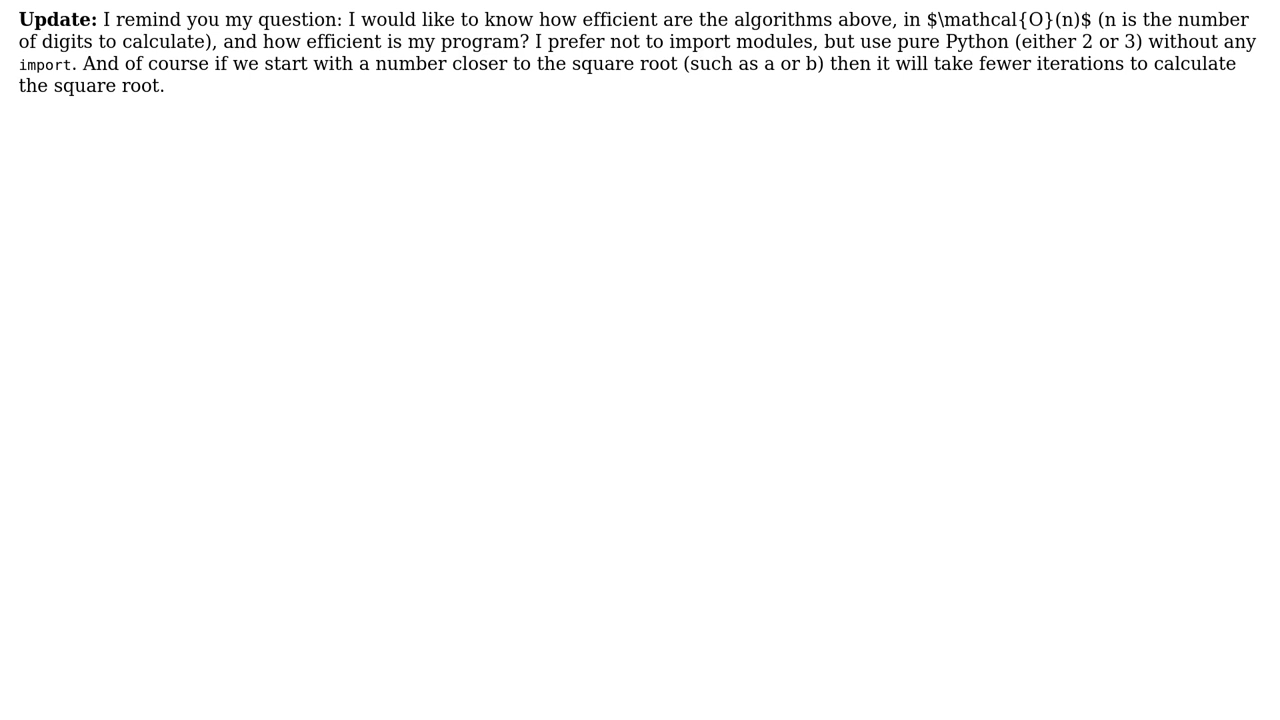 Update: I remind you my question: I would like to know how efficient are the algorithms above, in $\mathcal{O}(n)$ (n is the number
of digits to calculate), and how efficient is my program? I prefer not to import modules, but use pure Python (either 2 or 3) without any
import. And of course if we start with a number closer to the square root (such as a or b) then it will take fewer iterations to calculate
the square root.